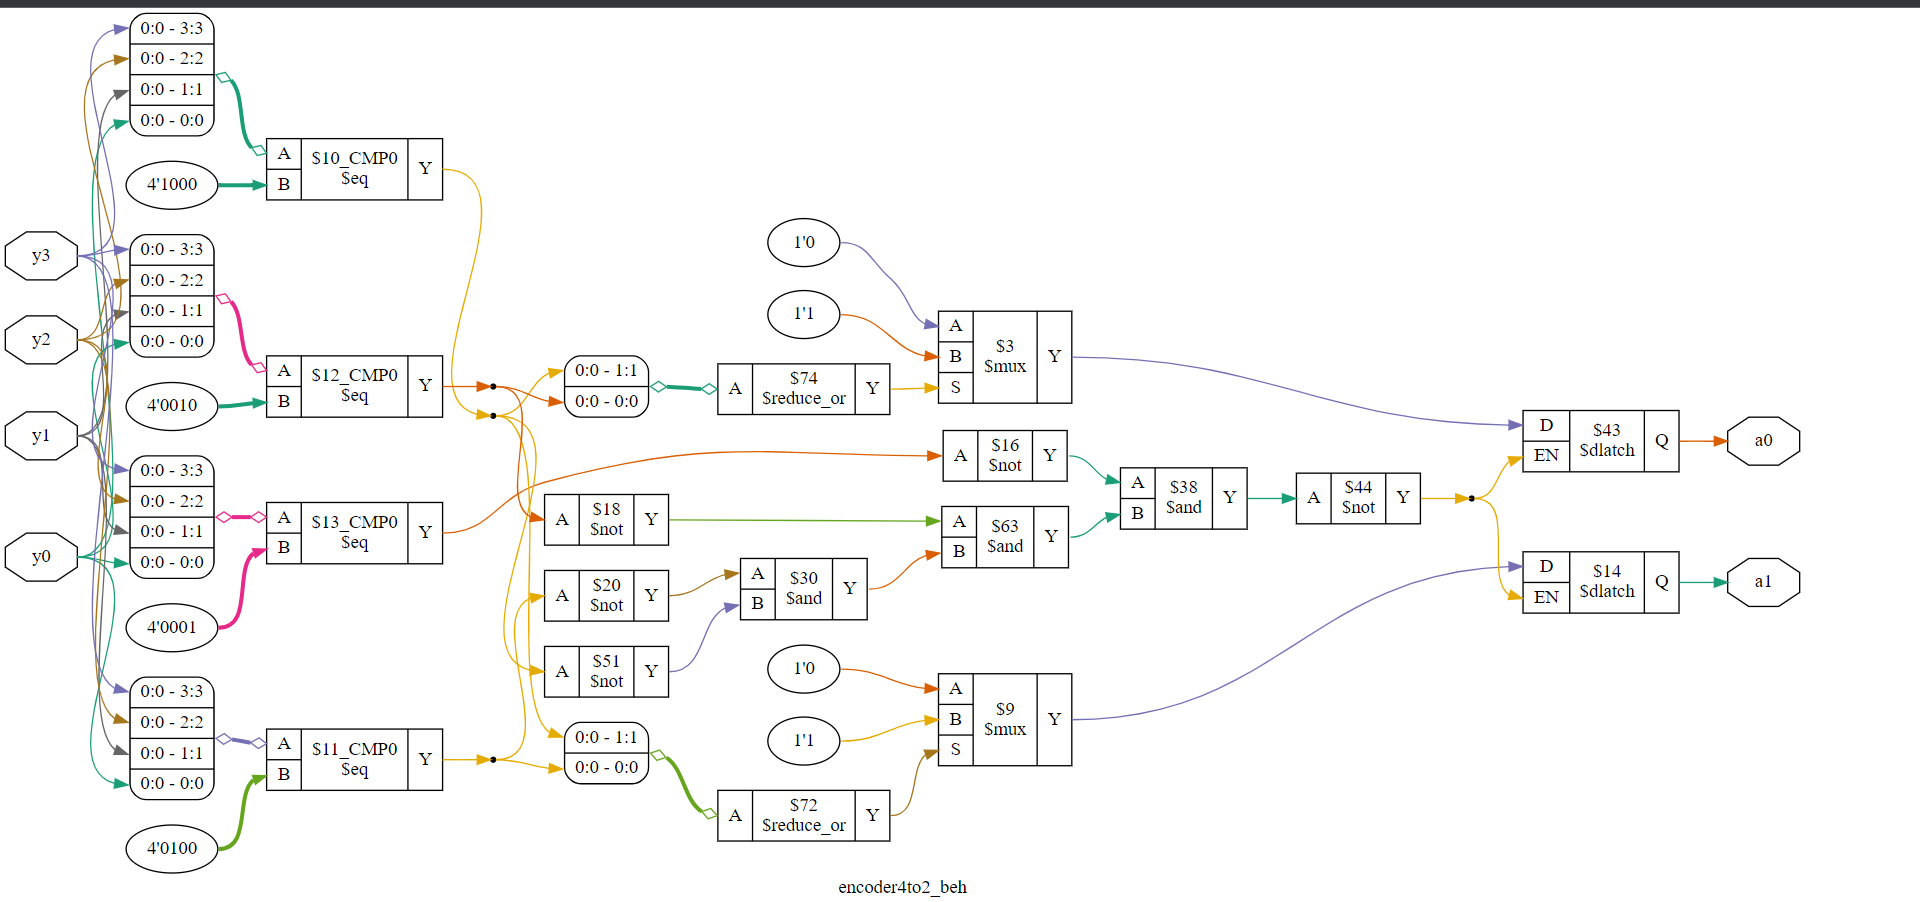 y3
y2
y1
y0
0:0 - 3:3
0:0 - 2:2
0:0 - 1:1
0:0 - 0:0
4'1000
A
B
$10_CMP0
$eq
Y
0:0 - 3:3
0:0 - 2:2
0:0 - 1:1
0:0 - 0:0
4'0010
A
B
$12_CMP0
$eq
Y
0:0 - 3:3
0:0 - 2:2
0:0 - 1:1
0:0 - 0:0
4'0001
A
B
$13_CMP0
$eq
Y
0:0 - 3:3
0:0 - 2:2
0:0 - 1:1
0:0 - 0:0
4'0100
A
B
$11_CMP0
$eq
Y
0:0 - 1:1
0:0 - 0:0
A
$74
$reduce_or
Y
A
$18
$not
Y
A
$20
$not
Y
A
$51
$not
Y
0:0 - 1:1
0:0 - 0:0
A
$72
$reduce_or
Y
A
B
$30
$and
Y
1'0
1'1
A
B
S
$3
$mux
Y
A
$16
$not
Y
A
B
$63
$and
Y
1'0
1'1
A
B
S
$9
$mux
Y
A
B
$38
$and
Y
A
$44
$not
Y
D
EN
$43
$dlatch
Q
a0
D
EN
$14
$dlatch
Q
a1
encoder4to2_beh